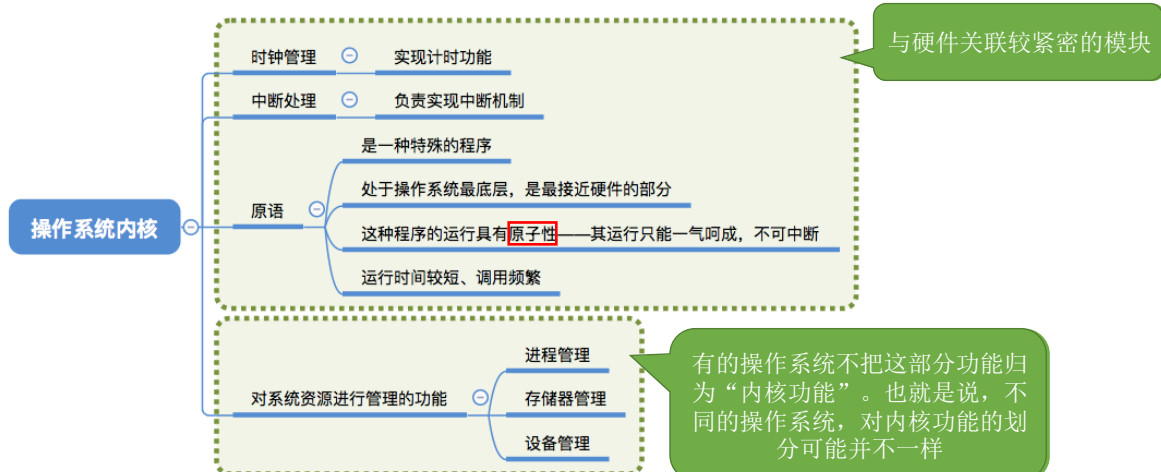 与硬件关联较紧密的模块
时钟管理
实现计时功能
中断处理
负责实现中断机制
是一种特殊的程序
处于操作系统最底层，是最接近硬件的部分
原语
操作系统内核
这种程序的运行具有原子性——其运行只能一气呵成，不可中断
运行时间较短、调用频繁
进程管理
对系统资源进行管理的功能
存储器管理
设备管理
有的操作系统不把这部分功能归
为“内核功能”。也就是说，不
同的操作系统，对内核功能的划
分可能并不一样